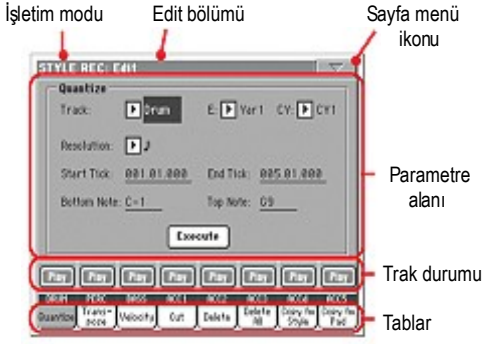 İşletim modu Edit bölümü Sayfa menü
ikonu
STYLE REC: Edit
Quantize
Track: Drum E: Var1 CV: CV1
Resolution:
Start Tick: 001.01.000 End Tick: 005.01.000
Bottom Note: C-1 Top Note: G9
Execute
Parametre
alanı
Play Play Play Play Play Play Play Play
Trak durumu
DRUM PERC BASS ACC1 ACC2 ACC3 ACC4 ACC5
Quantize Trans-pose Velocity Cut Delete Delete All Copy fm Style Copy fm Pad
Tablar